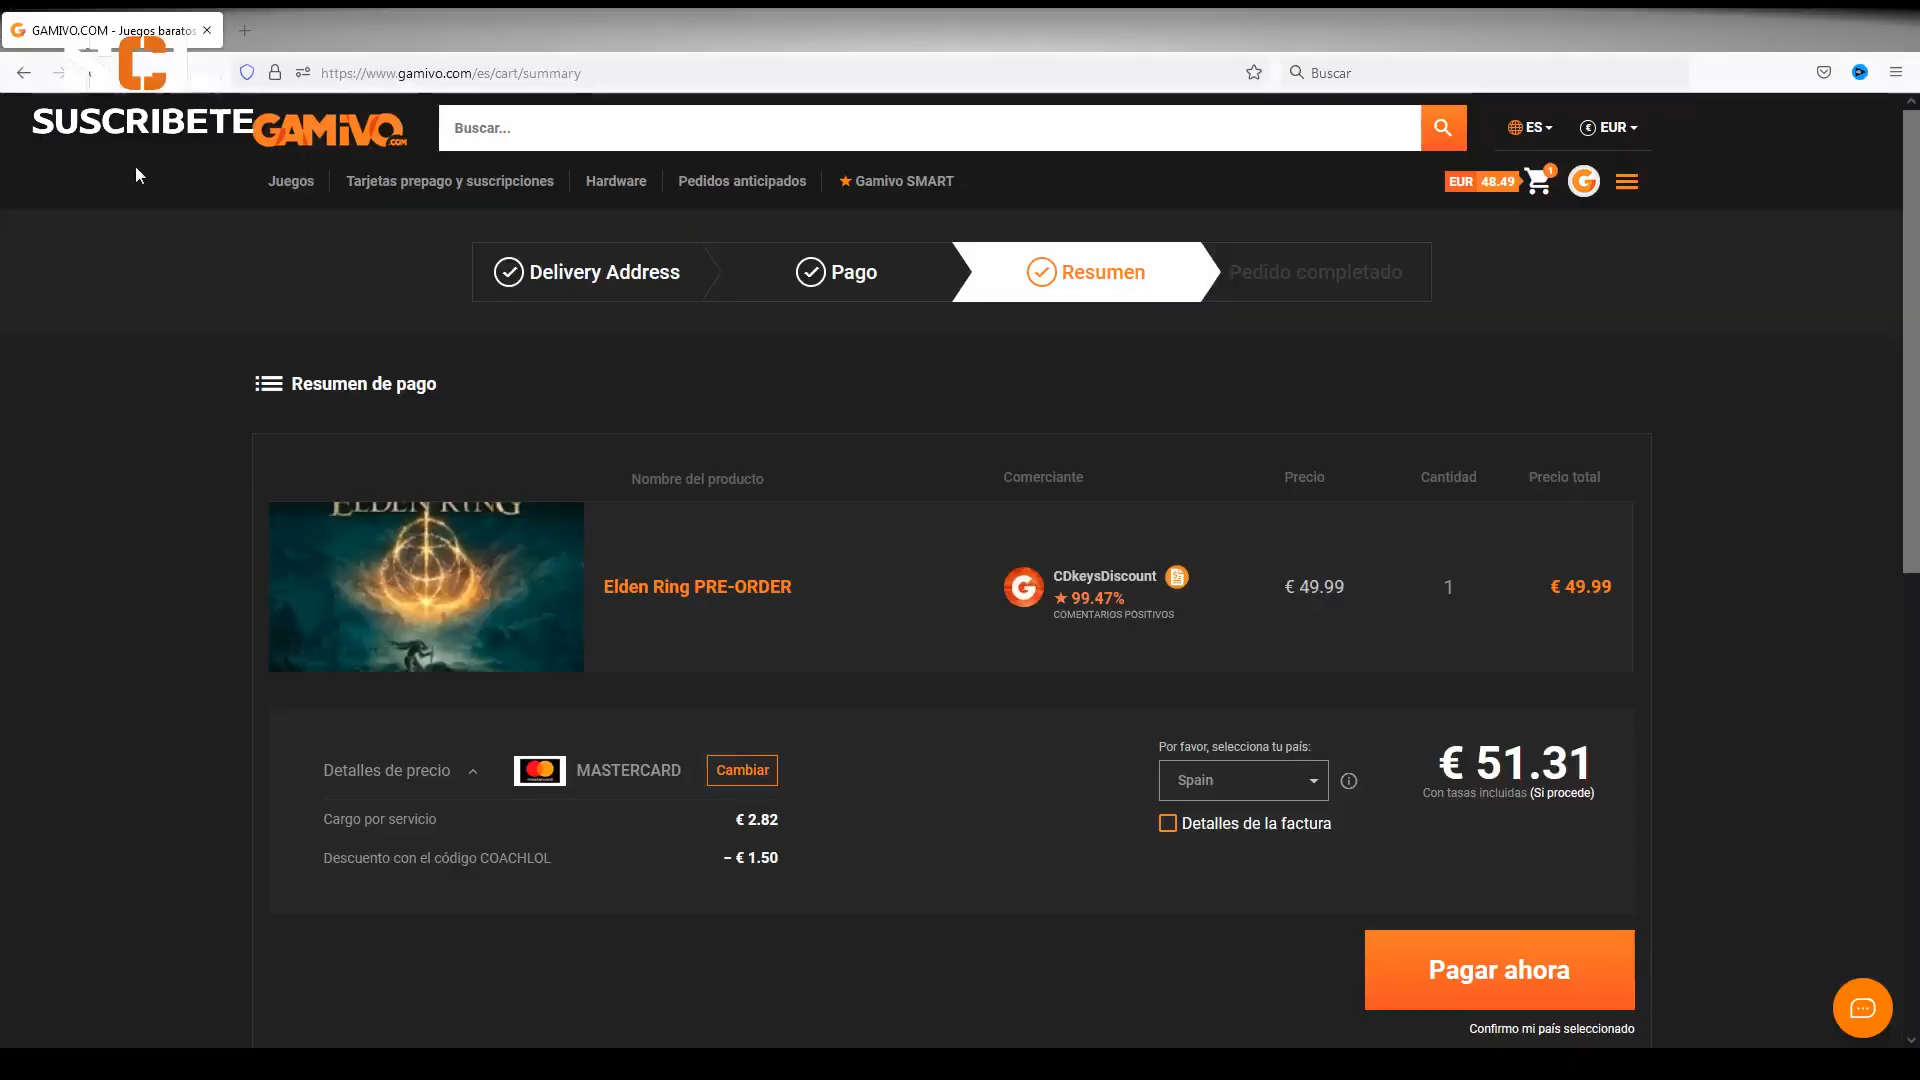 GAMIVO.COM - Juegos baratos
https://www.gamivo.com/es/cart/summary
Buscar
SUSCRIBETE
GAMIVO.COM
Buscar...
ES
EUR
Juegos
Tarjetas prepago y suscripciones
Hardware
Pedidos anticipados
Gamivo SMART
EUR 48.49
1
Delivery Address
Pago
Resumen
Pedido completado
Resumen de pago
Nombre del producto
Comerciante
Precio
Cantidad
Precio total
ELDEN RING
Elden Ring PRE-ORDER
CDkeysDiscount
★ 99.47%
COMENTARIOS POSITIVOS
€ 49.99
1
€ 49.99
Detalles de precio
MASTERCARD
Cambiar
Cargo por servicio
€ 2.82
Descuento con el código COACHLOL
− € 1.50
Por favor, selecciona tu país:
Spain
Detalles de la factura
€ 51.31
Con tasas incluidas (Si procede)
Pagar ahora
Confirmo mi país seleccionado